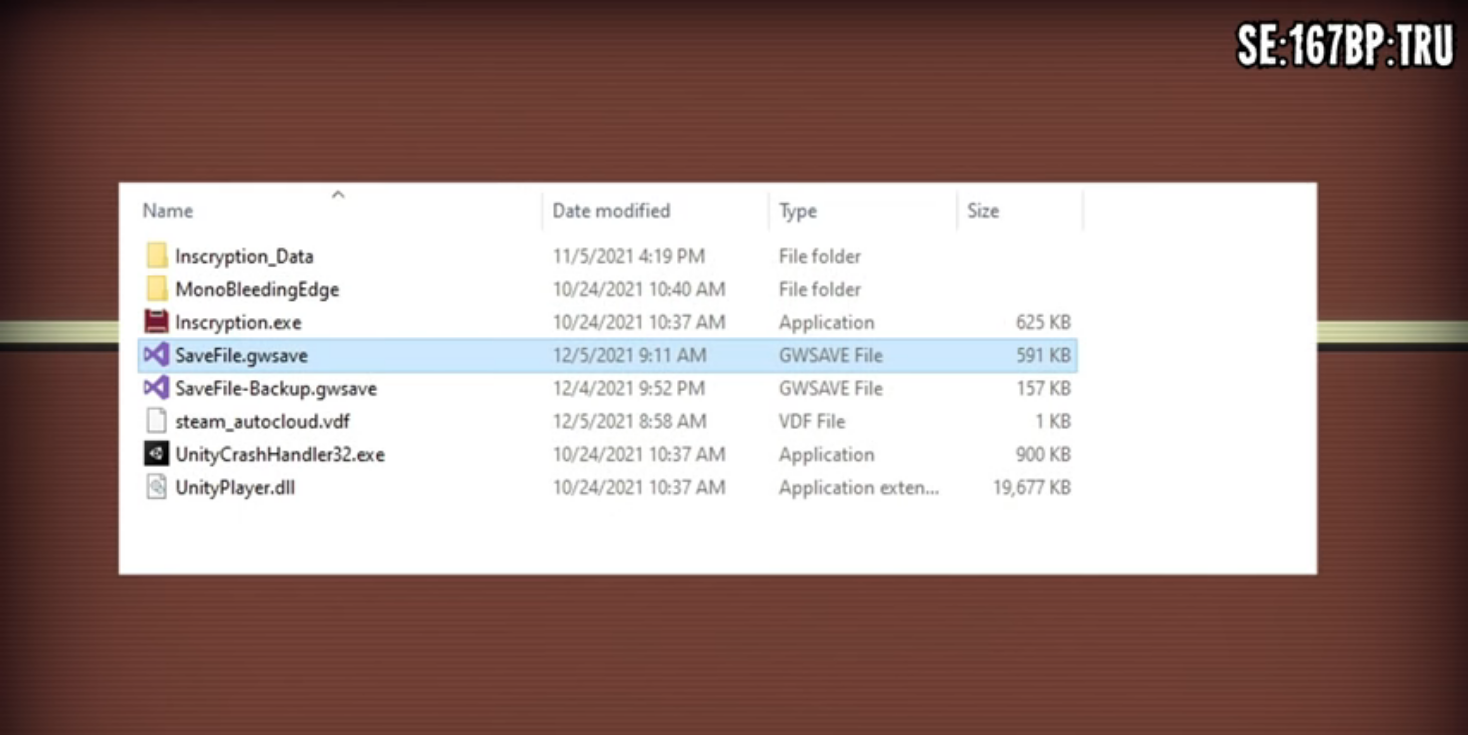 SE:167BP:TRU
Name Date modified Type Size
Inscryption_Data 11/5/2021 4:19 PM File folder
MonoBleedingEdge 10/24/2021 10:40 AM File folder
Inscryption.exe 10/24/2021 10:37 AM Application 625 KB
SaveFile.gwsave 12/5/2021 9:11 AM GWSAVE File 591 KB
SaveFile-Backup.gwsave 12/4/2021 9:52 PM GWSAVE File 157 KB
steam_autocloud.vdf 12/5/2021 8:58 AM VDF File 1 KB
UnityCrashHandler32.exe 10/24/2021 10:37 AM Application 900 KB
UnityPlayer.dll 10/24/2021 10:37 AM Application exten... 19,677 KB